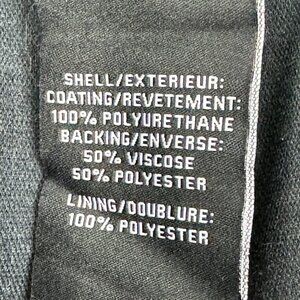 SHELL/EXTERIEUR:
COATING/REVETEMENT:
100% POLYURETHANE
BACKING/ENVERSE:
50% VISCOSE
50% POLYESTER
LINING/DOUBLURE:
100% POLYESTER